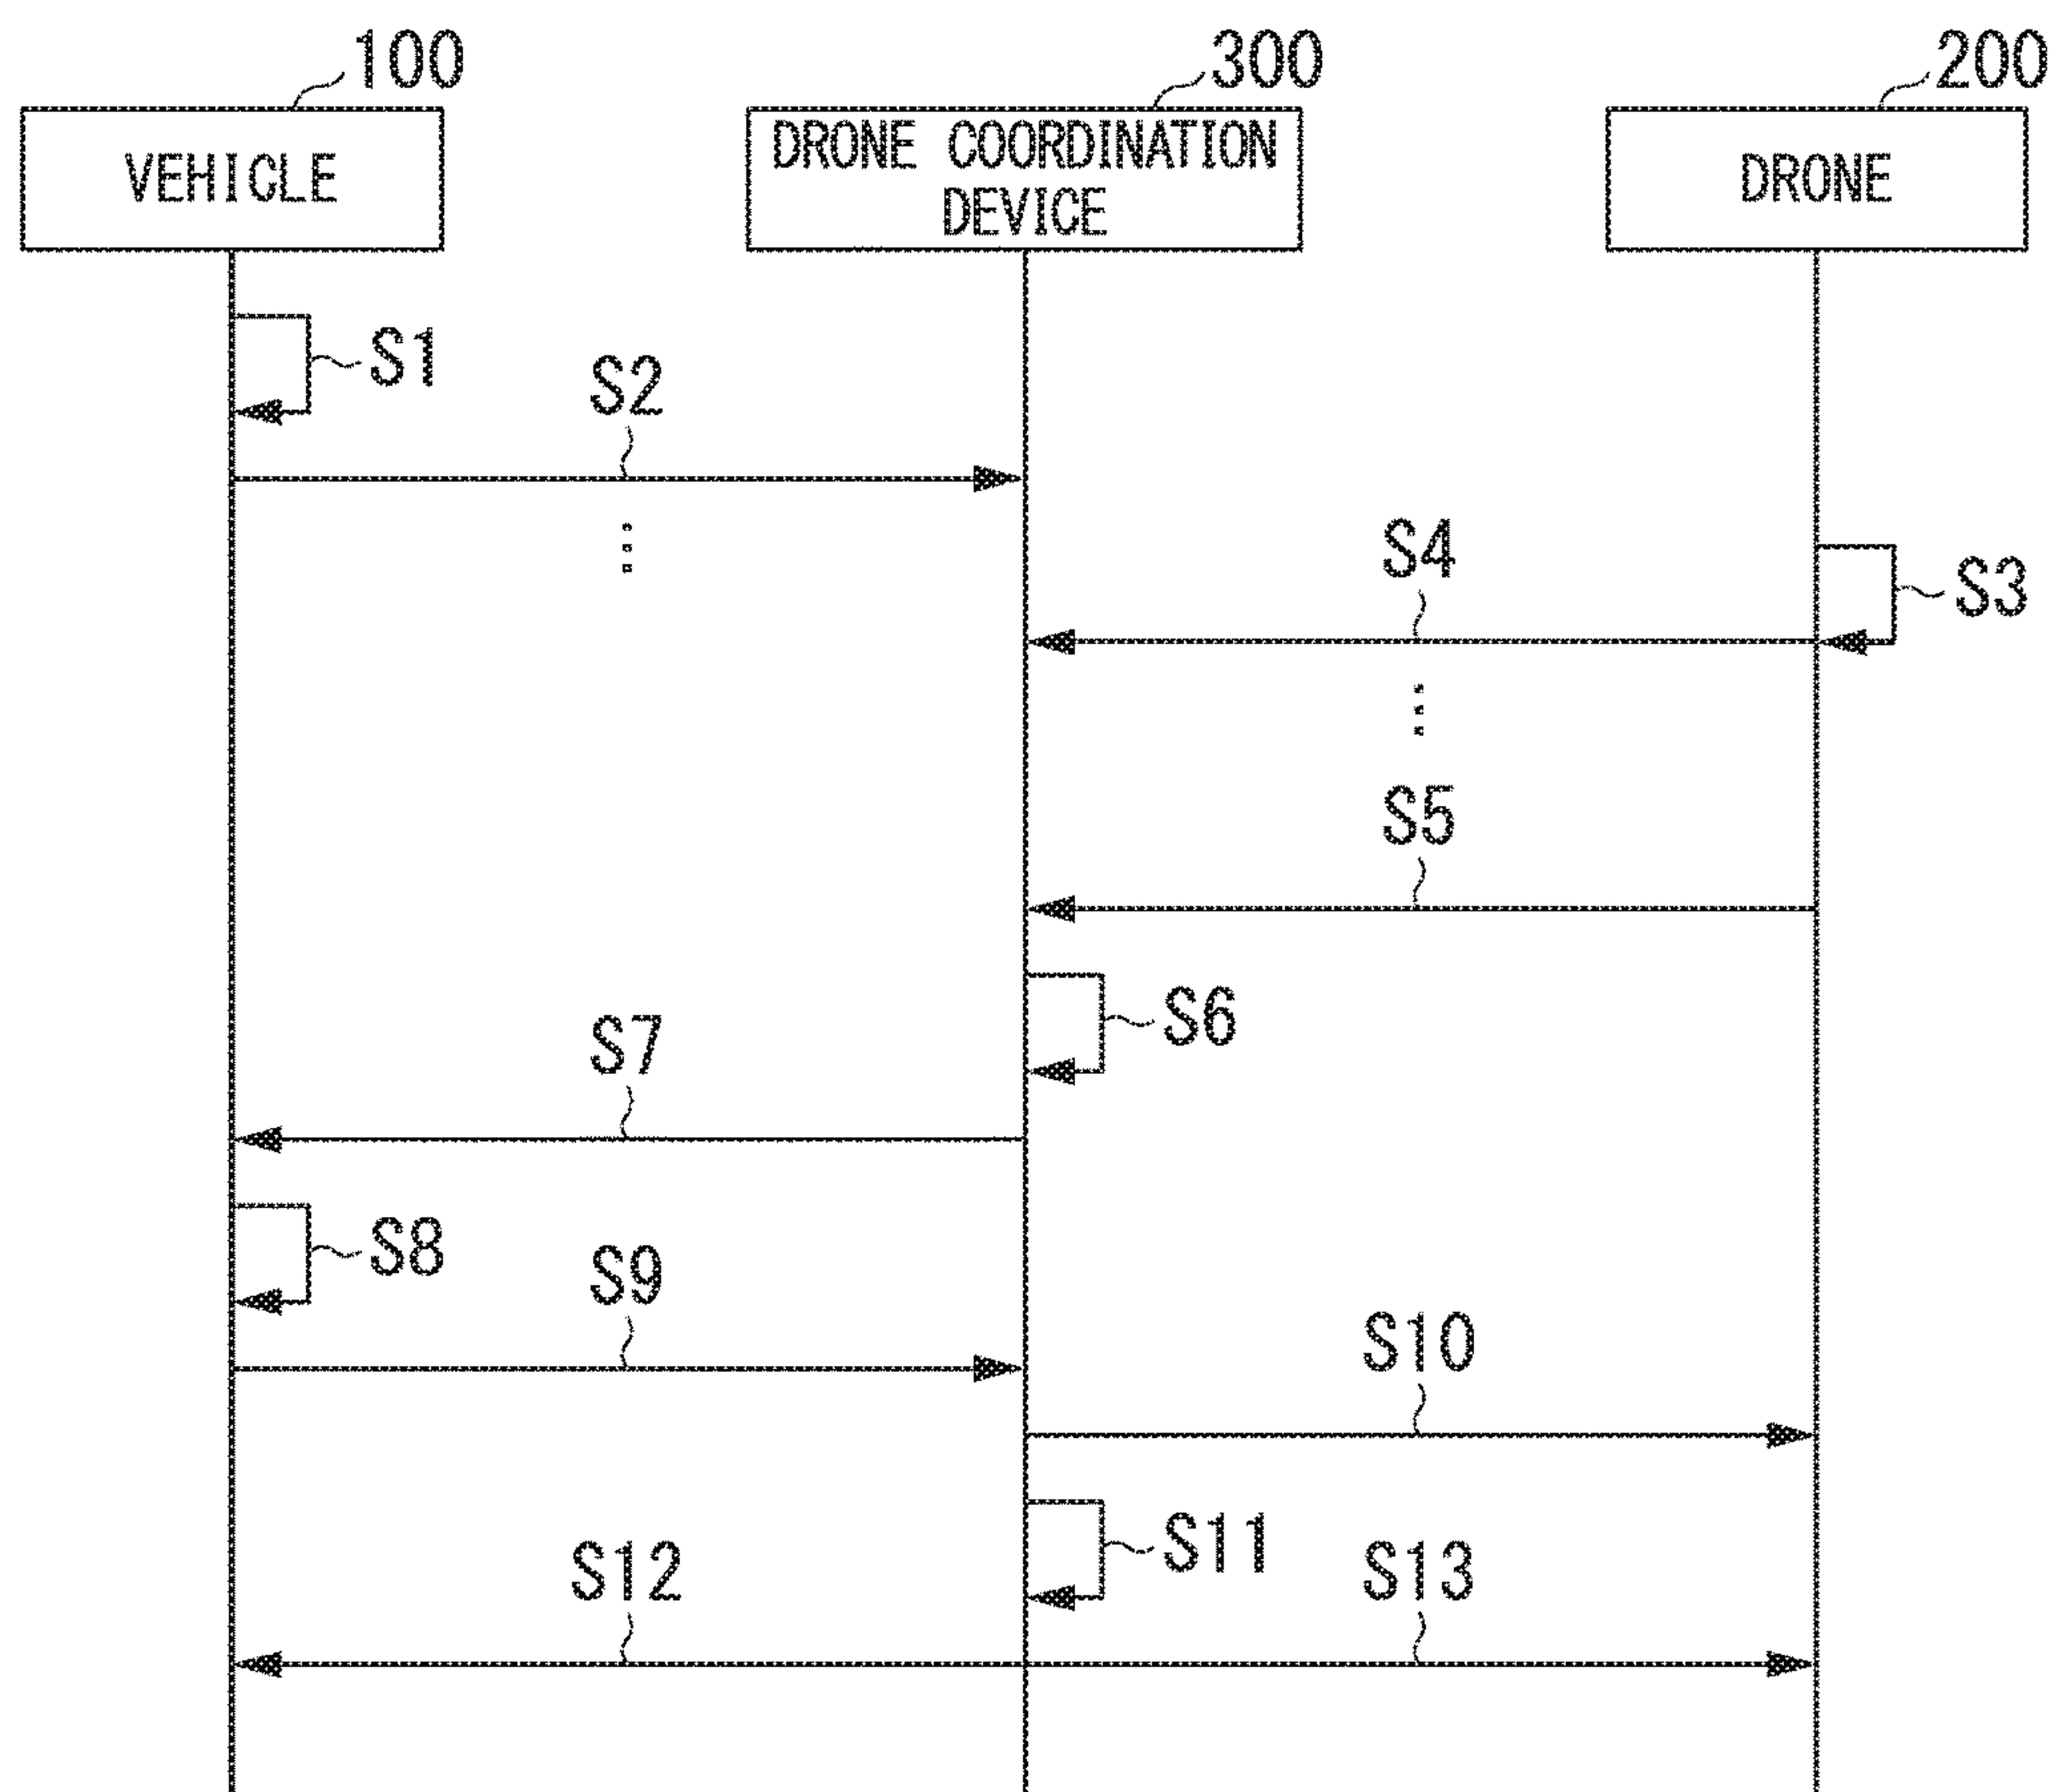 100
300
200
VEHICLE
DRONE COORDINATION
DEVICE
DRONE
S1
S2
S4
S3
S5
S6
S7
S8
S9
S10
S11
S12
S13